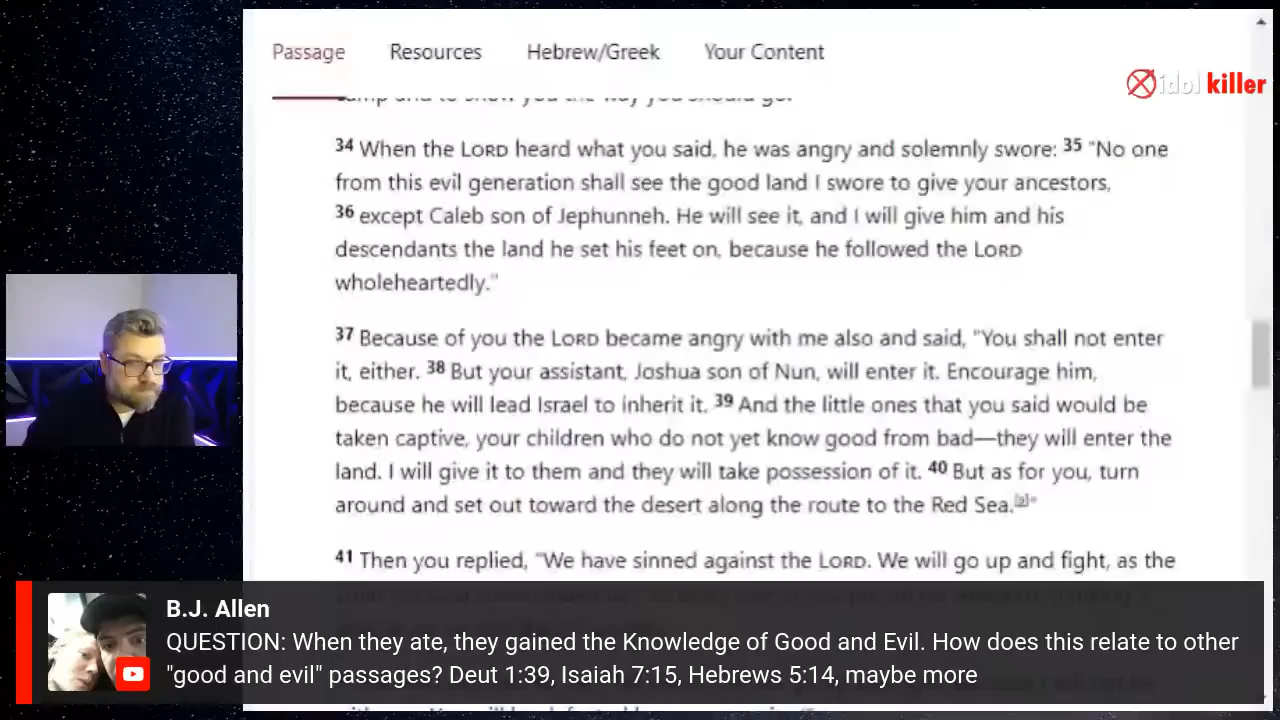 Passage Resources Hebrew/Greek Your Content
idol killer
camp and to show you the way you should go.
34 When the LORD heard what you said, he was angry and solemnly swore: 35 “No one
from this evil generation shall see the good land I swore to give your ancestors,
36 except Caleb son of Jephunneh. He will see it, and I will give him and his
descendants the land he set his feet on, because he followed the LORD
wholeheartedly.”
37 Because of you the LORD became angry with me also and said, “You shall not enter
it, either. 38 But your assistant, Joshua son of Nun, will enter it. Encourage him,
because he will lead Israel to inherit it. 39 And the little ones that you said would be
taken captive, your children who do not yet know good from bad—they will enter the
land. I will give it to them and they will take possession of it. 40 But as for you, turn
around and set out toward the desert along the route to the Red Sea.[a]”
41 Then you replied, “We have sinned against the LORD. We will go up and fight, as the
B.J. Allen
QUESTION: When they ate, they gained the Knowledge of Good and Evil. How does this relate to other
"good and evil" passages? Deut 1:39, Isaiah 7:15, Hebrews 5:14, maybe more